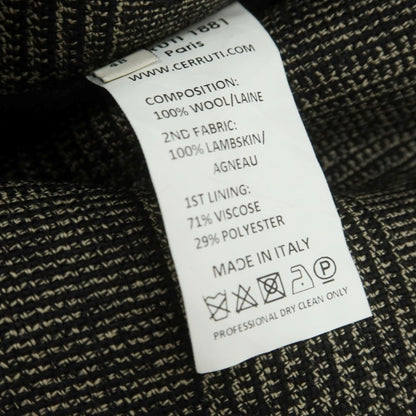 1881
Paris
WWW.CERRUTI.COM
COMPOSITION:
100% WOOL/LAINE
2ND FABRIC:
100% LAMBSKIN/
AGNEAU
1ST LINING:
71% VISCOSE
29% POLYESTER
MADE IN ITALY
PROFESSIONAL DRY CLEAN ONLY